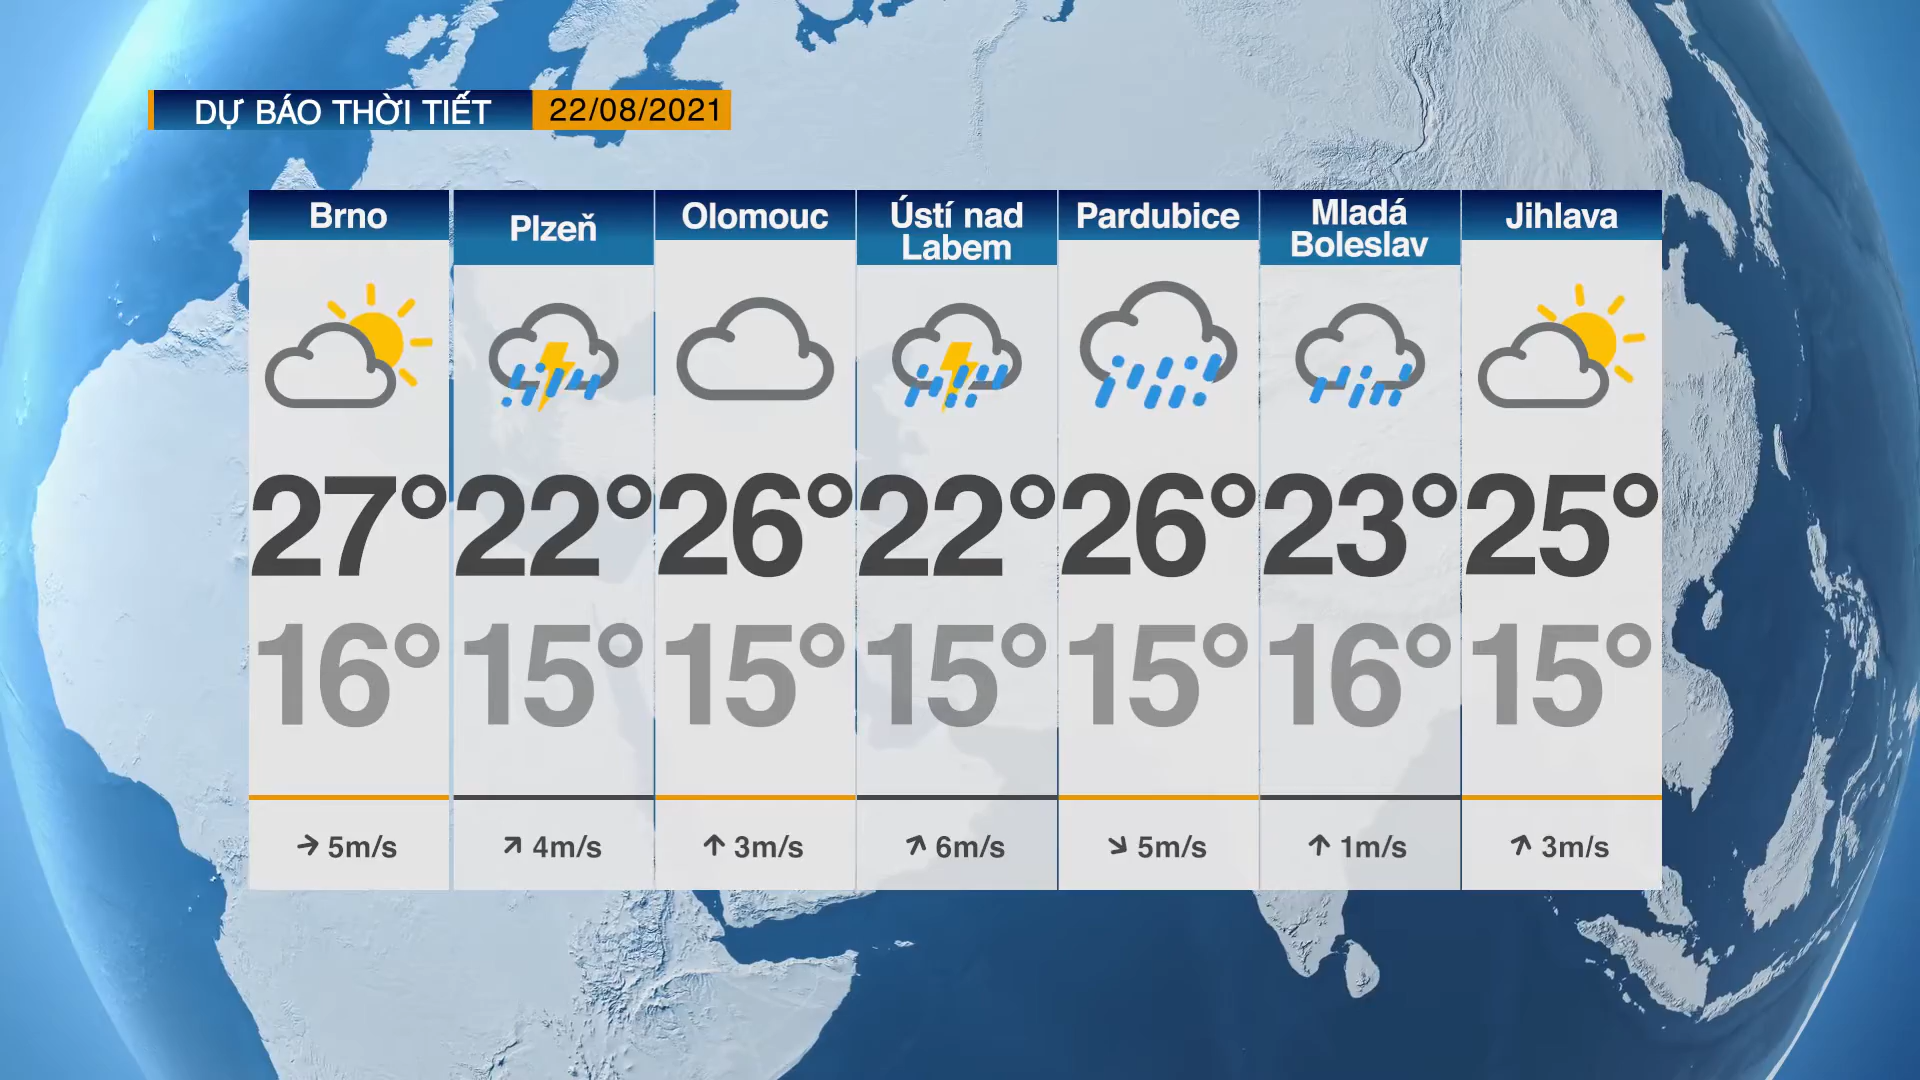 DỰ BÁO THỜI TIẾT 22/08/2021
Brno
27°
16°
5m/s
Plzeň
22°
15°
4m/s
Olomouc
26°
15°
3m/s
Ústí nad
Labem
22°
15°
6m/s
Pardubice
26°
15°
5m/s
Mladá
Boleslav
23°
16°
1m/s
Jihlava
25°
15°
3m/s